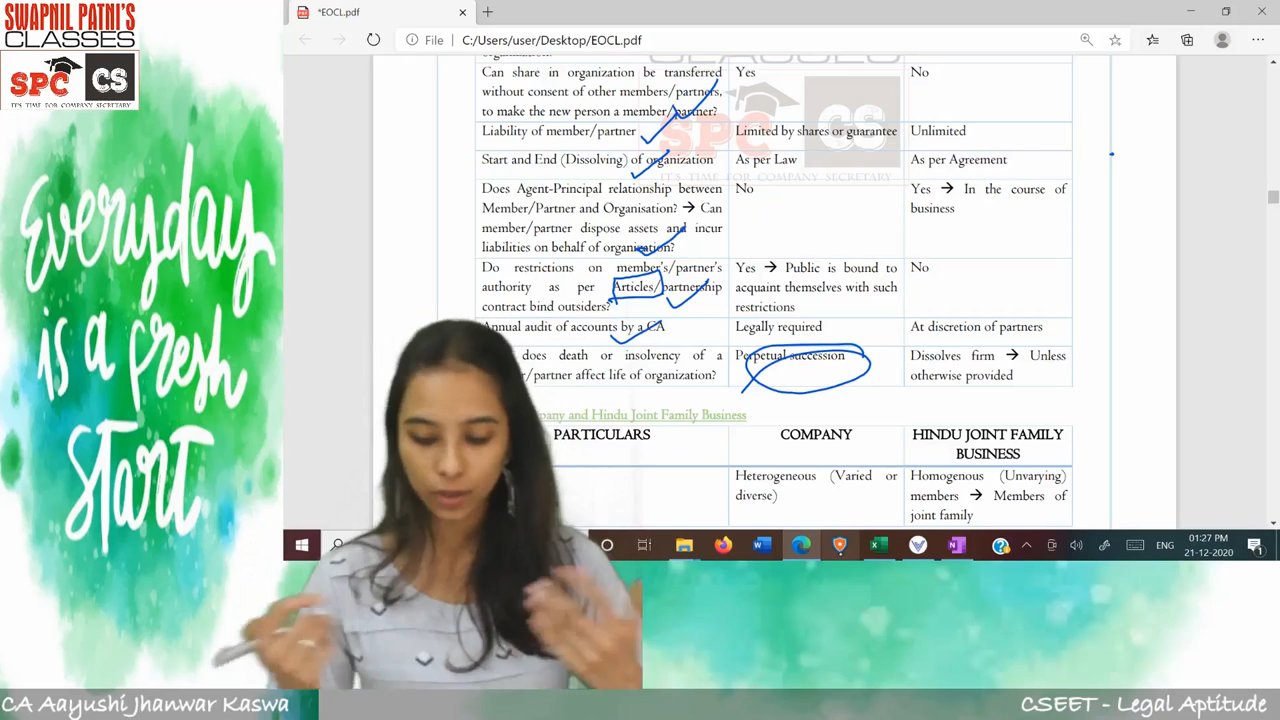 SWAPNIL PATNI'S
CLASSES
SPC CS
IT'S TIME FOR COMPANY SECRETARY
Everyday
is a fresh
start
*EOCL.pdf
File C:/Users/user/Desktop/EOCL.pdf
CLASSES
Can share in organization be transferred
without consent of other members/partners,
to make the new person a member/partner?
Yes
No
Liability of member/partner
Limited by shares or guarantee
Unlimited
Start and End (Dissolving) of organization
As per Law
As per Agreement
Does Agent-Principal relationship between
Member/Partner and Organisation? → Can
member/partner dispose assets and incur
liabilities on behalf of organization?
No
Yes → In the course of
business
Do restrictions on member's/partner's
authority as per Articles/partnership
contract bind outsiders?
Yes → Public is bound to
acquaint themselves with such
restrictions
No
Annual audit of accounts by a CA
Legally required
At discretion of partners
does death or insolvency of a
/partner affect life of organization?
Perpetual succession
Dissolves firm → Unless
otherwise provided
SPC CS
IT'S TIME FOR COMPANY SECRETARY
and Hindu Joint Family Business
PARTICULARS
COMPANY
HINDU JOINT FAMILY
BUSINESS
Heterogeneous (Varied or
diverse)
Homogenous (Unvarying)
members → Members of
joint family
ENG
01:27 PM
21-12-2020
1
CA Aayushi Jhanwar Kaswa
CSEET - Legal Aptitude